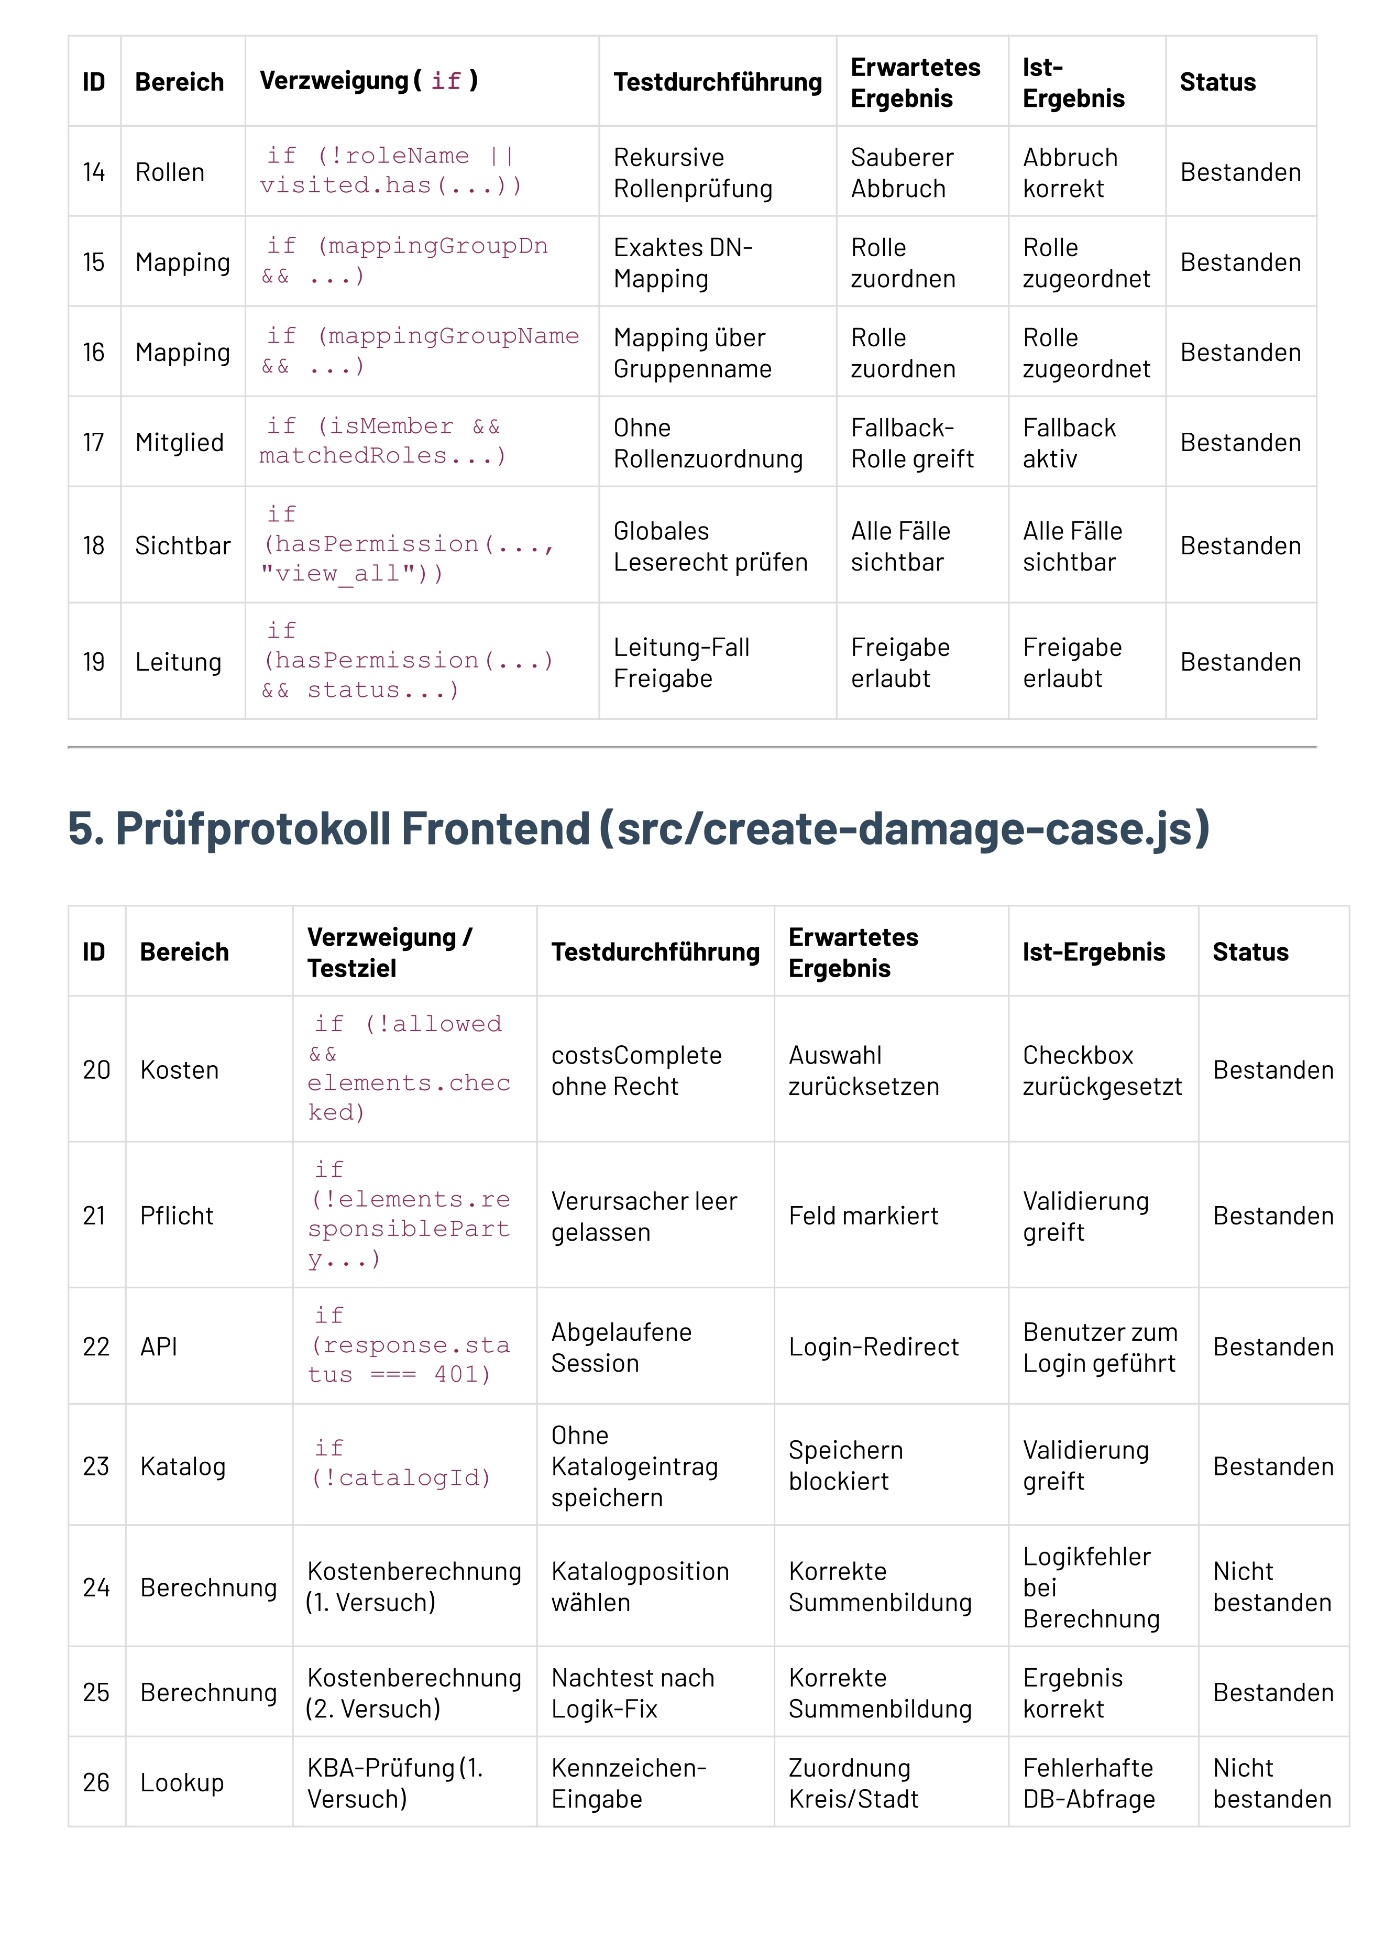 ID Bereich Verzweigung ( if ) Testdurchführung Erwartetes Ergebnis Ist-Ergebnis Status
14 Rollen if (!roleName || visited.has(...)) Rekursive Rollenprüfung Sauberer Abbruch Abbruch korrekt Bestanden
15 Mapping if (mappingGroupDn && ...) Exaktes DN-Mapping Rolle zuordnen Rolle zugeordnet Bestanden
16 Mapping if (mappingGroupName && ...) Mapping über Gruppenname Rolle zuordnen Rolle zugeordnet Bestanden
17 Mitglied if (isMember && matchedRoles...) Ohne Rollenzuordnung Fallback-Rolle greift Fallback aktiv Bestanden
18 Sichtbar if (hasPermission(..., "view_all")) Globales Leserecht prüfen Alle Fälle sichtbar Alle Fälle sichtbar Bestanden
19 Leitung if (hasPermission(...) && status...) Leitung-Fall Freigabe Freigabe erlaubt Freigabe erlaubt Bestanden
5. Prüfprotokoll Frontend (src/create-damage-case.js)
ID Bereich Verzweigung / Testziel Testdurchführung Erwartetes Ergebnis Ist-Ergebnis Status
20 Kosten if (!allowed && elements.checked) costsComplete ohne Recht Auswahl zurücksetzen Checkbox zurückgesetzt Bestanden
21 Pflicht if (!elements.responsibleParty...) Verursacher leer gelassen Feld markiert Validierung greift Bestanden
22 API if (response.status === 401) Abgelaufene Session Login-Redirect Benutzer zum Login geführt Bestanden
23 Katalog if (!catalogId) Ohne Katalogeintrag speichern Speichern blockiert Validierung greift Bestanden
24 Berechnung Kostenberechnung (1. Versuch) Katalogposition wählen Korrekte Summenbildung Logikfehler bei Berechnung Nicht bestanden
25 Berechnung Kostenberechnung (2. Versuch) Nachtest nach Logik-Fix Korrekte Summenbildung Ergebnis korrekt Bestanden
26 Lookup KBA-Prüfung (1. Versuch) Kennzeichen-Eingabe Zuordnung Kreis/Stadt Fehlerhafte DB-Abfrage Nicht bestanden